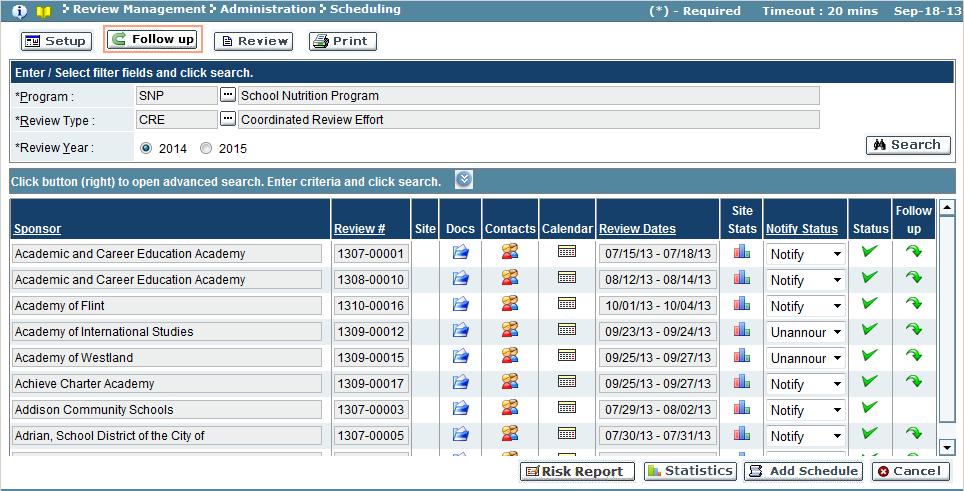 Review Management Administration Scheduling (*) - Required Timeout : 20 mins Sep-18-13
Setup Follow up Review Print
Enter / Select filter fields and click search.
*Program : SNP ... School Nutrition Program
*Review Type : CRE ... Coordinated Review Effort
*Review Year : 2014 2015 Search
Click button (right) to open advanced search. Enter criteria and click search.
Sponsor Review # Site Docs Contacts Calendar Review Dates Site Stats Notify Status Status Follow up
Academic and Career Education Academy 1307-00001 07/15/13 - 07/18/13 Notify
Academic and Career Education Academy 1308-00010 08/12/13 - 08/14/13 Notify
Academy of Flint 1310-00016 10/01/13 - 10/04/13 Notify
Academy of International Studies 1309-00012 09/23/13 - 09/24/13 Unannour
Academy of Westland 1309-00015 09/25/13 - 09/27/13 Unannour
Achieve Charter Academy 1309-00017 09/25/13 - 09/27/13 Notify
Addison Community Schools 1307-00003 07/29/13 - 08/02/13 Notify
Adrian, School District of the City of 1307-00005 07/30/13 - 07/31/13 Notify
Risk Report Statistics Add Schedule Cancel